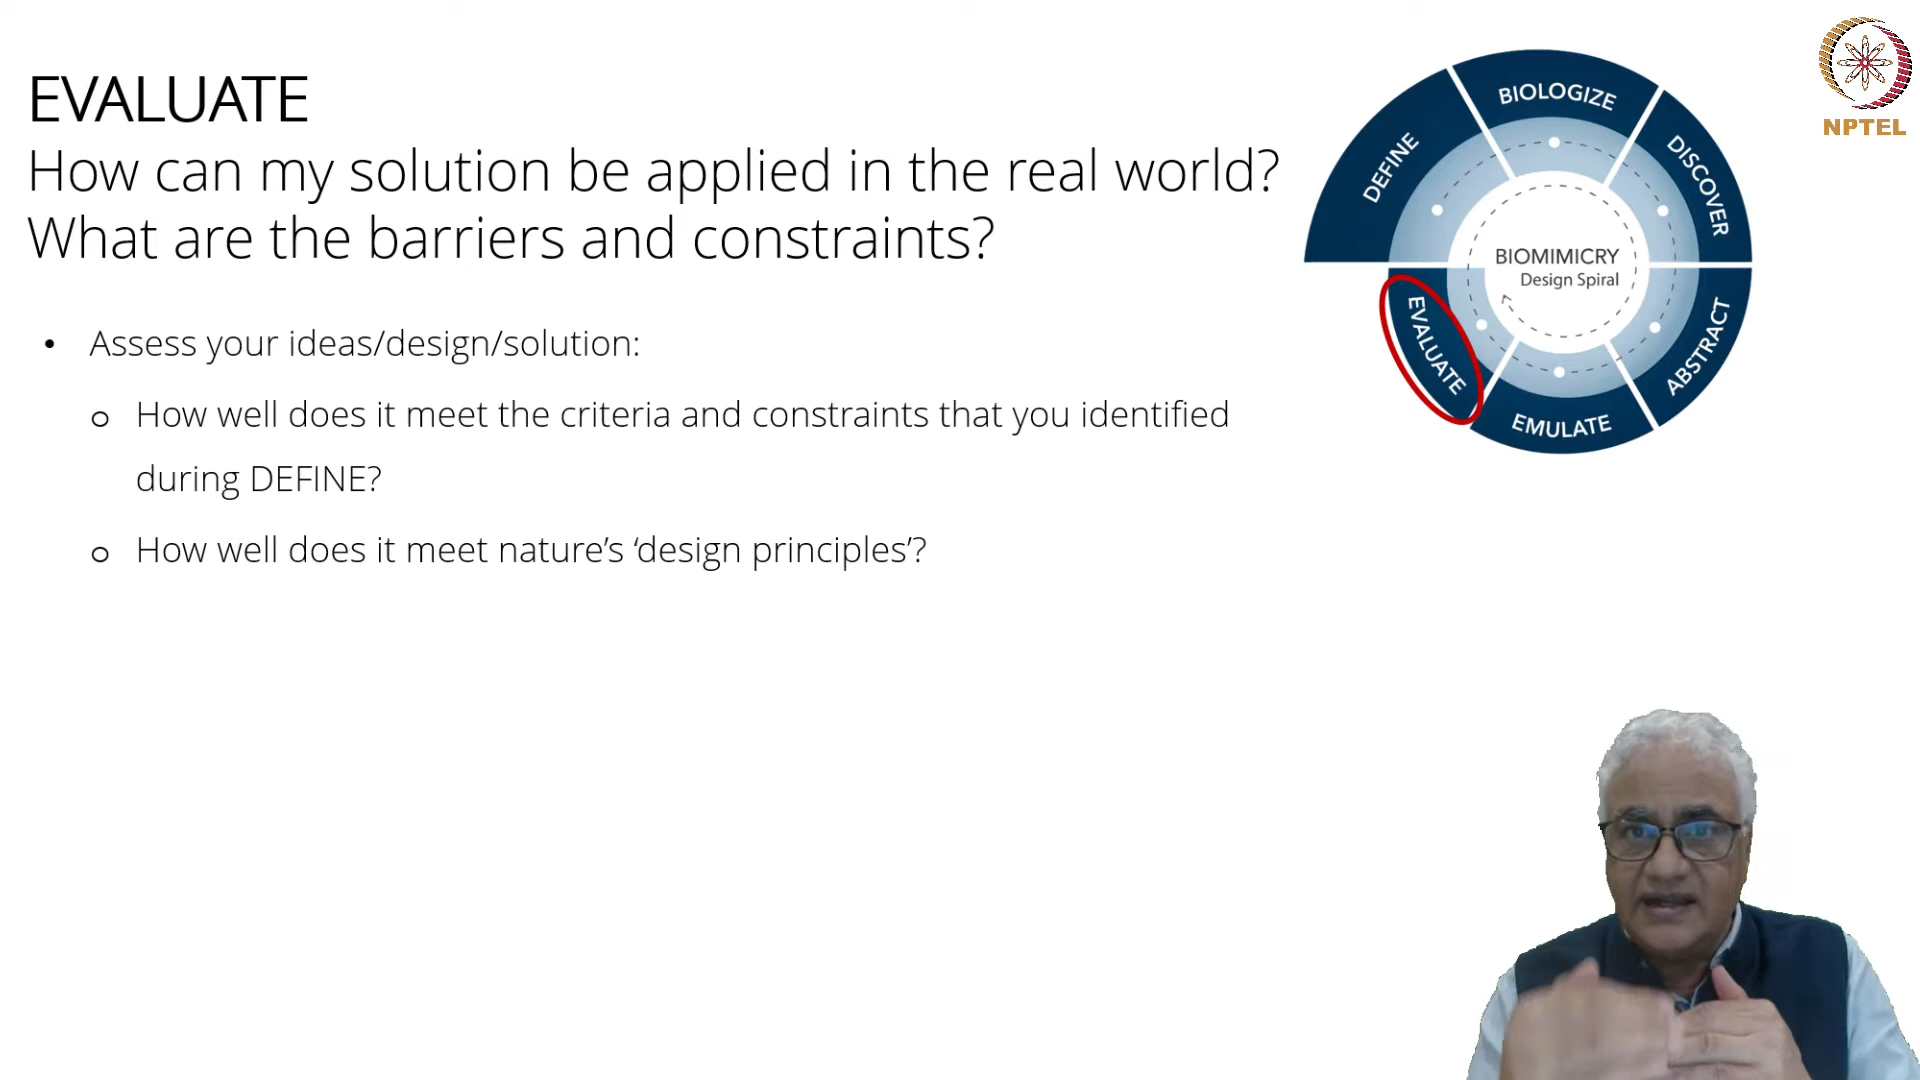 EVALUATE
How can my solution be applied in the real world?
What are the barriers and constraints?
• Assess your ideas/design/solution:
o How well does it meet the criteria and constraints that you identified
during DEFINE?
o How well does it meet nature’s ‘design principles’?
DEFINE
BIOLOGIZE
DISCOVER
ABSTRACT
EMULATE
EVALUATE
BIOMIMICRY
Design Spiral
NPTEL